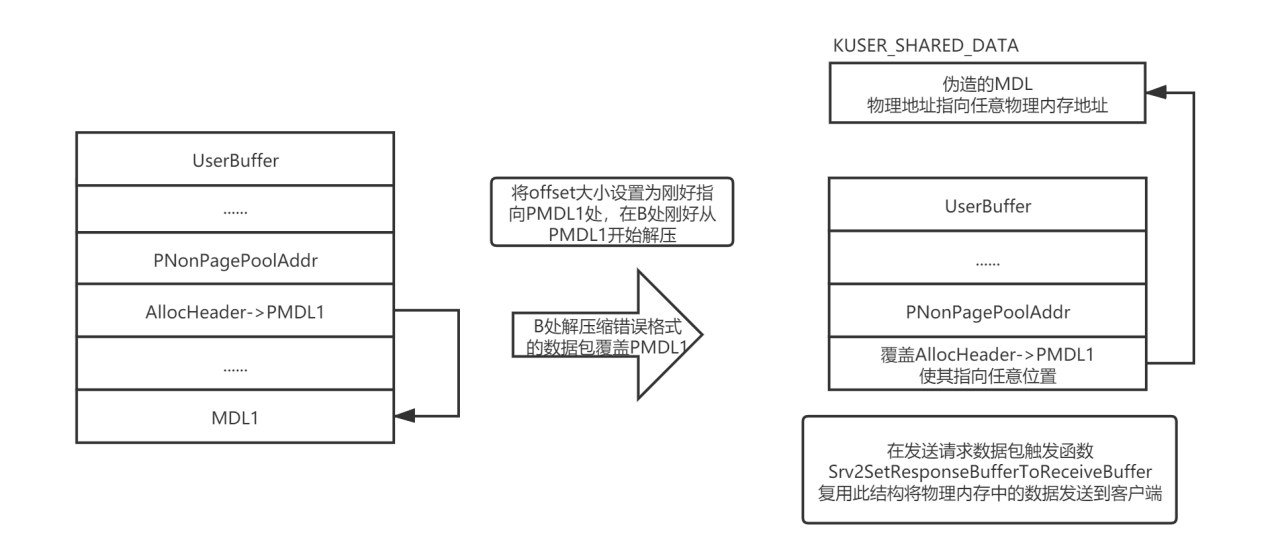 UserBuffer
......
PNonPagePoolAddr
AllocHeader->PMDL1
......
MDL1
将offset大小设置为刚好指
向PMDL1处，在B处刚好从
PMDL1开始解压
B处解压缩错误格式
的数据包覆盖PMDL1
KUSER_SHARED_DATA
伪造的MDL
物理地址指向任意物理内存地址
UserBuffer
......
PNonPagePoolAddr
覆盖AllocHeader->PMDL1
使其指向任意位置
在发送请求数据包触发函数
Srv2SetResponseBufferToReceiveBuffer
复用此结构将物理内存中的数据发送到客户端